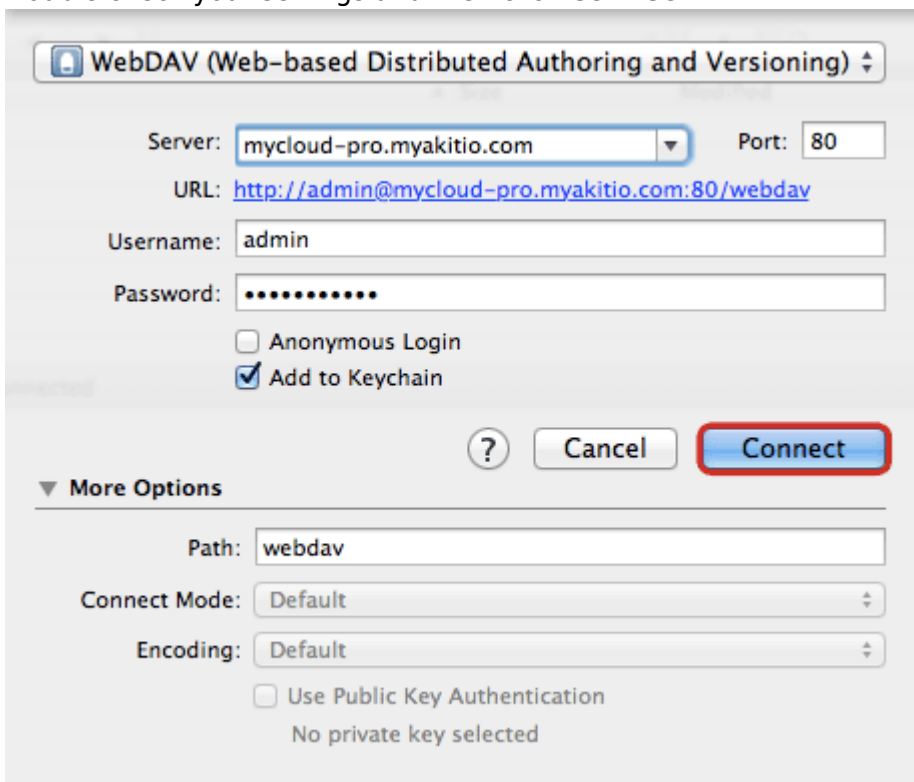 WebDAV (Web-based Distributed Authoring and Versioning)
Server: mycloud-pro.myakitio.com Port: 80
URL: http://admin@mycloud-pro.myakitio.com:80/webdav
Username: admin
Password: •••••••••••
Anonymous Login
Add to Keychain
? Cancel Connect
More Options
Path: webdav
Connect Mode: Default
Encoding: Default
Use Public Key Authentication
No private key selected